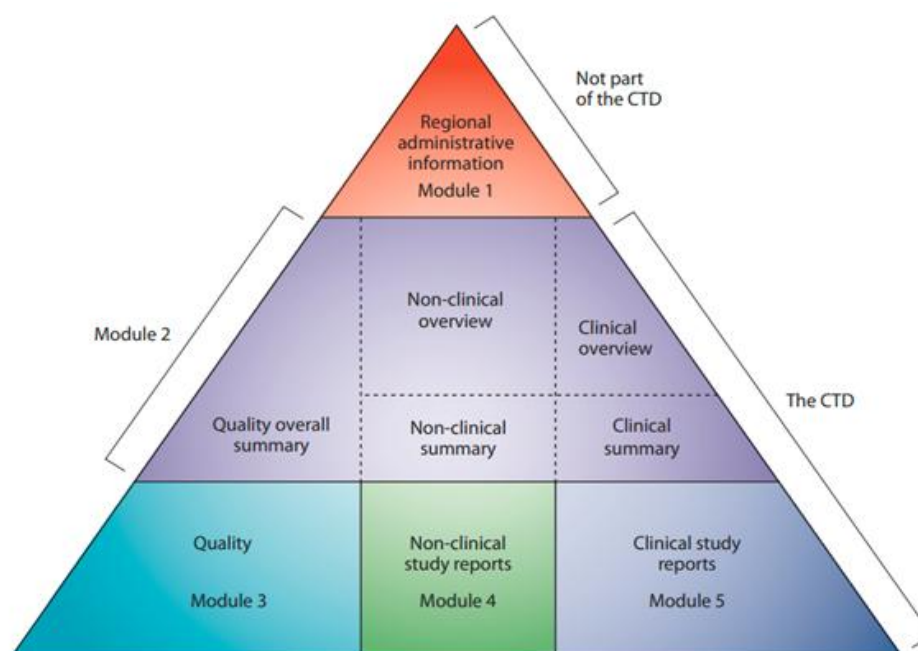 Not part
of the CTD
Regional
administrative
information
Module 1
Module 2
Non-clinical
overview
Clinical
overview
The CTD
Quality overall
summary
Non-clinical
summary
Clinical
summary
Quality
Module 3
Non-clinical
study reports
Module 4
Clinical study
reports
Module 5